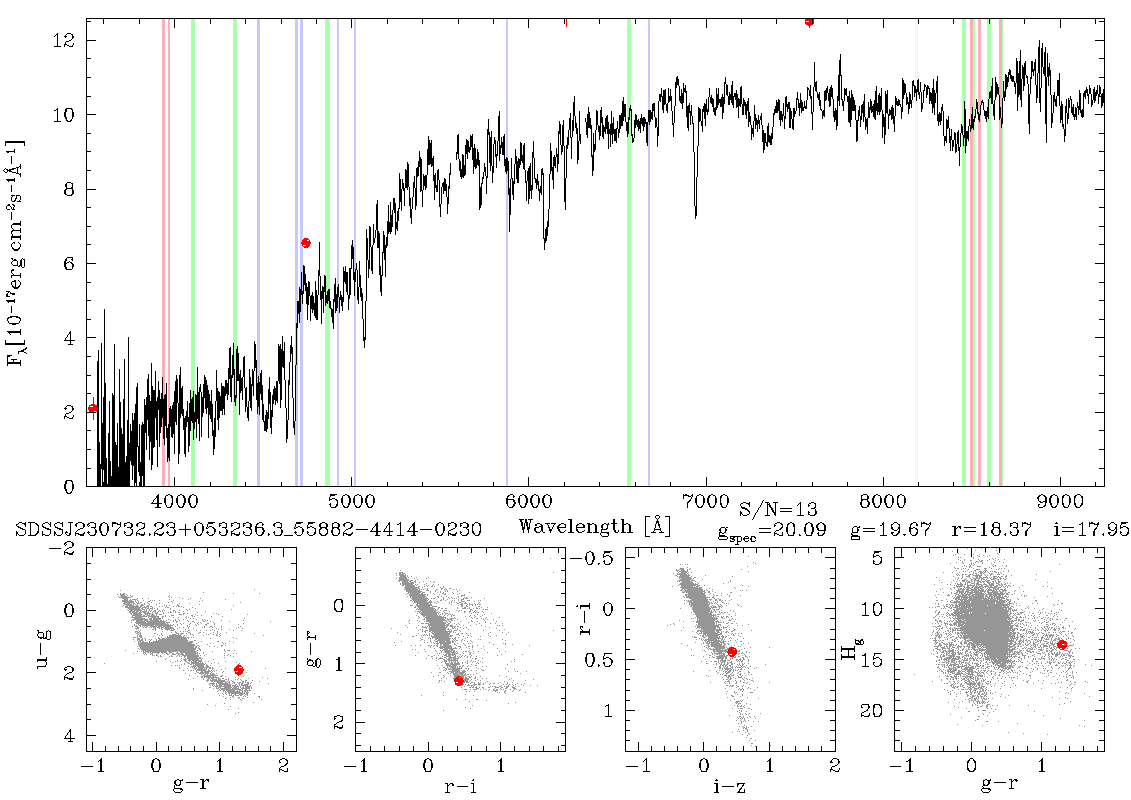 12
10
8
6
4
2
0
F_λ[10⁻¹⁷erg cm⁻²s⁻¹Å⁻¹]
4000 5000 6000 7000 8000 9000
S/N=13
SDSSJ230732.23+053236.3_55882-4414-0230 Wavelength [Å] g_spec=20.09 g=19.67 r=18.37 i=17.95
−2
0
2
4
u−g
−1 0 1 2
g−r
0
1
2
g−r
0 1
r−i
−0.5
0
0.5
1
r−i
−1 0 1 2
i−z
5
10
15
20
H_g
−1 0 1
g−r